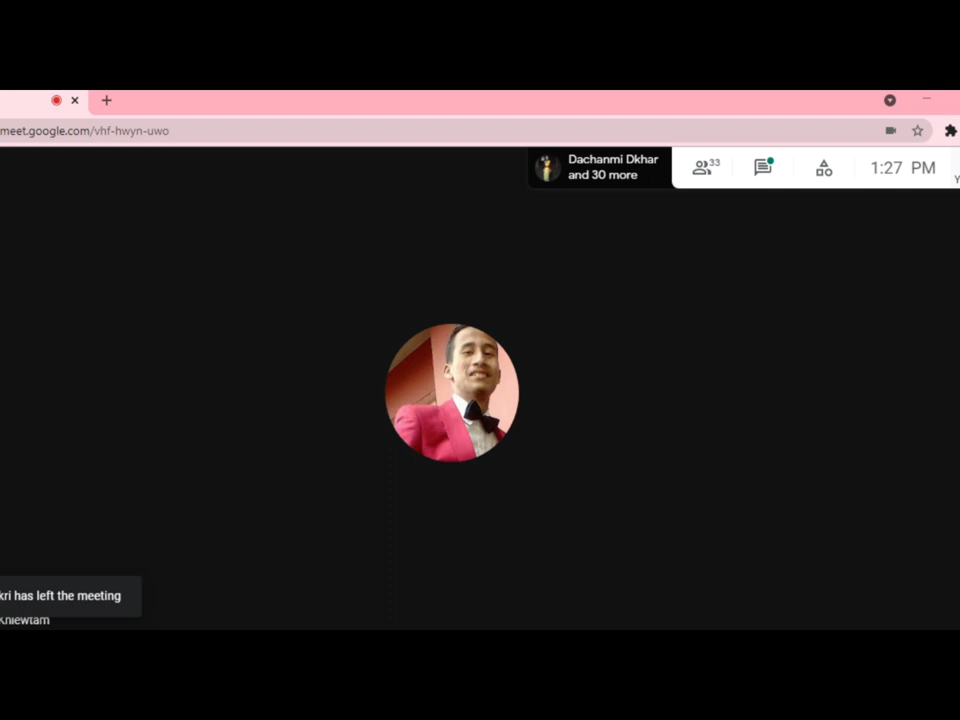 meet.google.com/vhf-hwyn-uwo
Dachanmi Dkhar
and 30 more
33
1:27 PM
kri has left the meeting